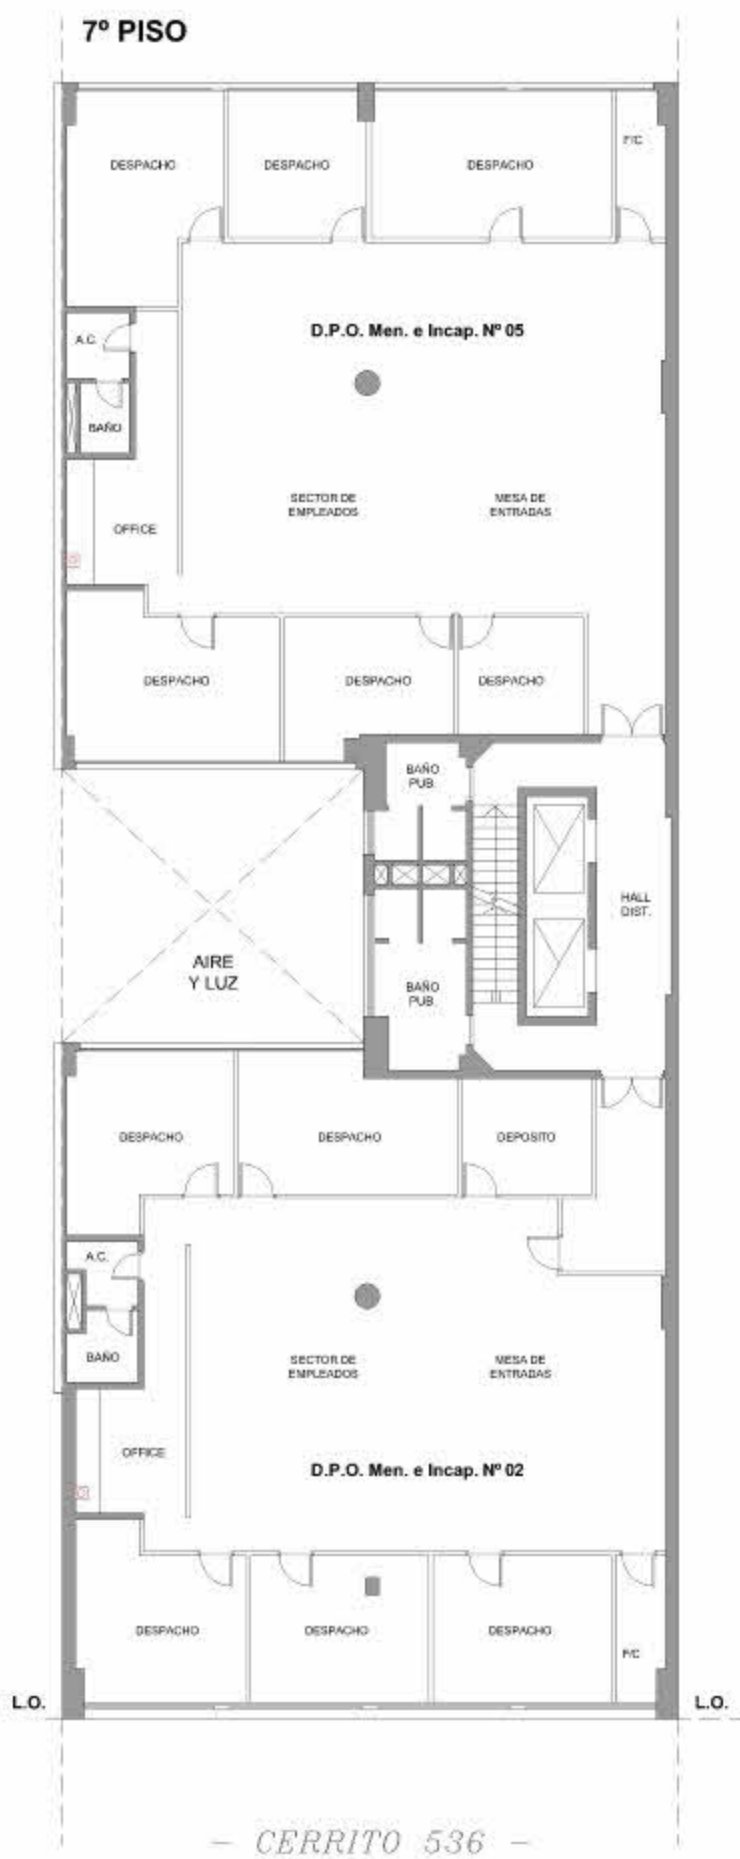 7º PISO
DESPACHO
DESPACHO
DESPACHO
F/C
D.P.O. Men. e Incap. Nº 05
A.C.
BAÑO
SECTOR DE
EMPLEADOS
MESA DE
ENTRADAS
OFFICE
DESPACHO
DESPACHO
DESPACHO
BAÑO
PUB.
HALL
DIST.
AIRE
Y LUZ
BAÑO
PUB.
DESPACHO
DESPACHO
DEPOSITO
A.C.
BAÑO
SECTOR DE
EMPLEADOS
MESA DE
ENTRADAS
OFFICE
D.P.O. Men. e Incap. Nº 02
DESPACHO
DESPACHO
DESPACHO
F/C
L.O.
L.O.
– CERRITO 536 –